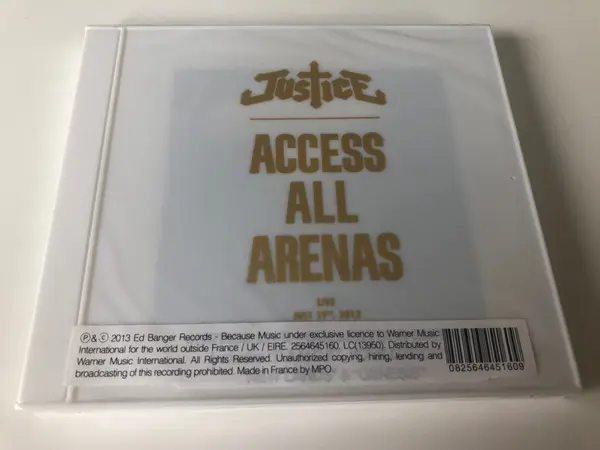 JUSTICE
ACCESS
ALL
ARENAS
LIVE
℗ & © 2013 Ed Banger Records - Because Music under exclusive licence to Warner Music
International for the world outside France / UK / EIRE. 2564645160. LC(13950). Distributed by
Warner Music International. All Rights Reserved. Unauthorized copying, hiring, lending and
broadcasting of this recording prohibited. Made in France by MPO.
0825646451609